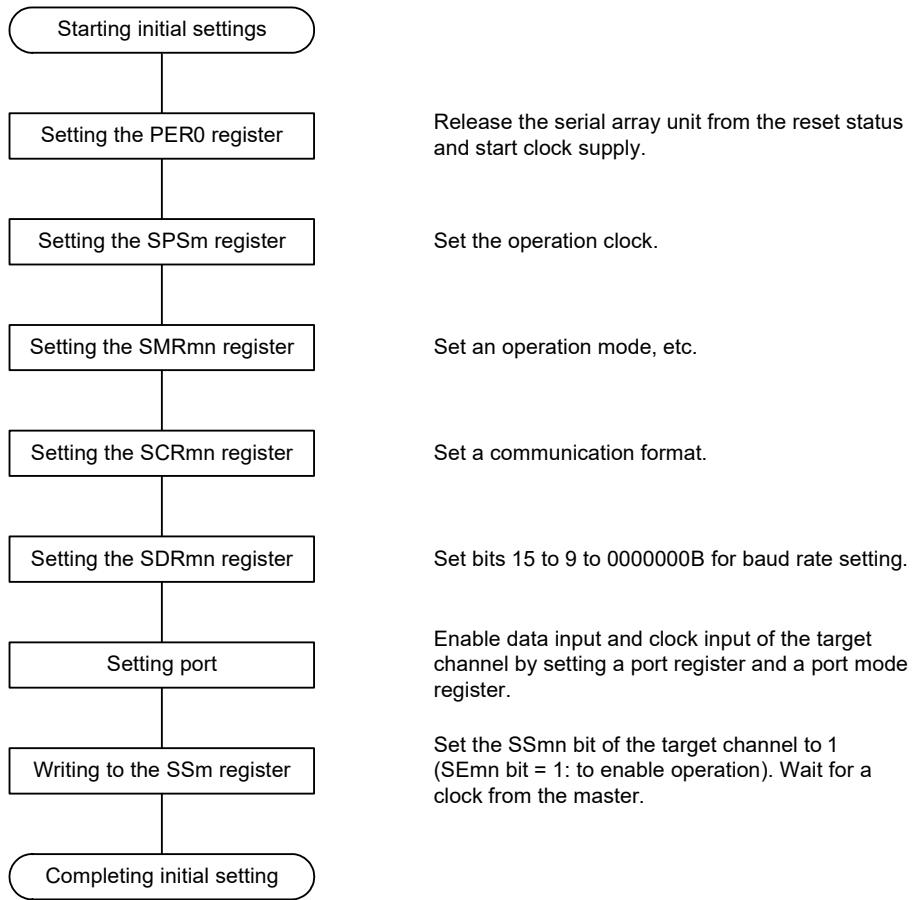 Starting initial settings
Setting the PER0 register
Release the serial array unit from the reset status
and start clock supply.
Setting the SPSm register
Set the operation clock.
Setting the SMRmn register
Set an operation mode, etc.
Setting the SCRmn register
Set a communication format.
Setting the SDRmn register
Set bits 15 to 9 to 0000000B for baud rate setting.
Setting port
Enable data input and clock input of the target
channel by setting a port register and a port mode
register.
Writing to the SSm register
Set the SSmn bit of the target channel to 1
(SEmn bit = 1: to enable operation). Wait for a
clock from the master.
Completing initial setting